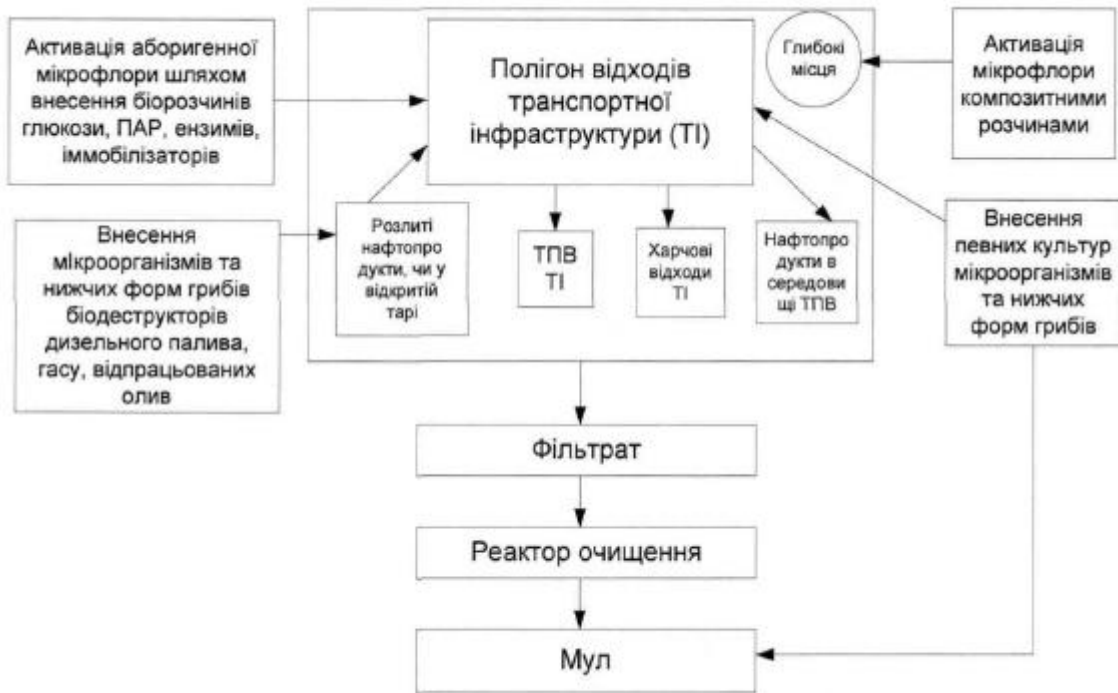 Активація аборигенної
мікрофлори шляхом
внесення біорозчинів
глюкози, ПАР, ензимів,
іммобілізаторів
Полігон відходів
транспортної
інфраструктури (ТІ)
Глибокі
місця
Активація
мікрофлори
композитними
розчинами
Внесення
мікроорганізмів та
нижчих форм грибів
біодеструкторів
дизельного палива,
гасу, відпрацьованих
олив
Розлиті
нафтопро
дукти, чи у
відкритій
тарі
ТПВ
ТІ
Харчові
відходи
ТІ
Нафтопро
дукти в
середови
щі ТПВ
Внесення
певних культур
мікроорганізмів
та нижчих
форм грибів
Фільтрат
Реактор очищення
Мул